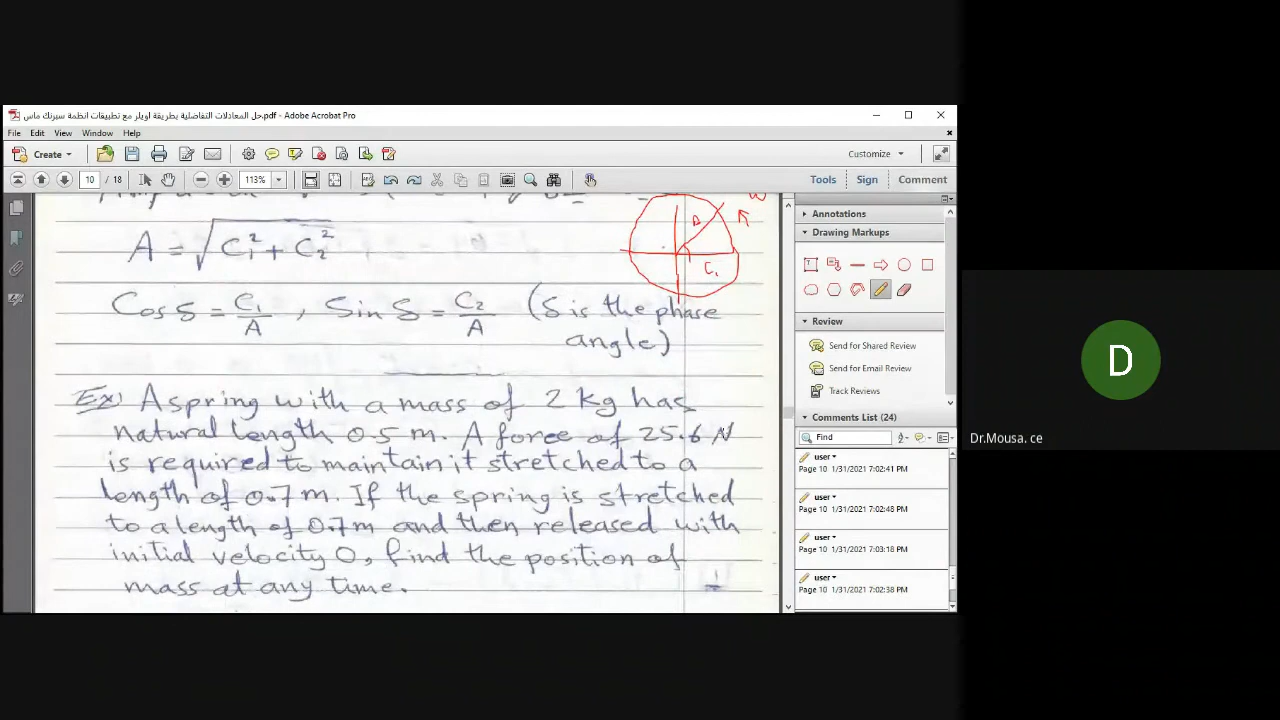 حل المعادلات التفاضلية بطريقة اويلر مع تطبيقات انظمة سبرنك ماس.pdf - Adobe Acrobat Pro
File Edit View Window Help
Create
Customize
10 / 18
113%
Tools Sign Comment
A = √(C₁² + C₂²)
A
C₁
Cos δ = C₁/A , Sin δ = C₂/A (δ is the phase
angle)
Ex: A spring with a mass of 2 kg has
natural length 0.5 m. A force of 25.6 N
is required to maintain it stretched to a
length of 0.7 m. If the spring is stretched
to a length of 0.7m and then released with
initial velocity 0, find the position of
mass at any time.
Annotations
Drawing Markups
T
Review
Send for Shared Review
Send for Email Review
Track Reviews
Comments List (24)
Find
user
Page 10 1/31/2021 7:02:41 PM
user
Page 10 1/31/2021 7:02:48 PM
user
Page 10 1/31/2021 7:03:18 PM
user
Page 10 1/31/2021 7:02:38 PM
D
Dr.Mousa. ce